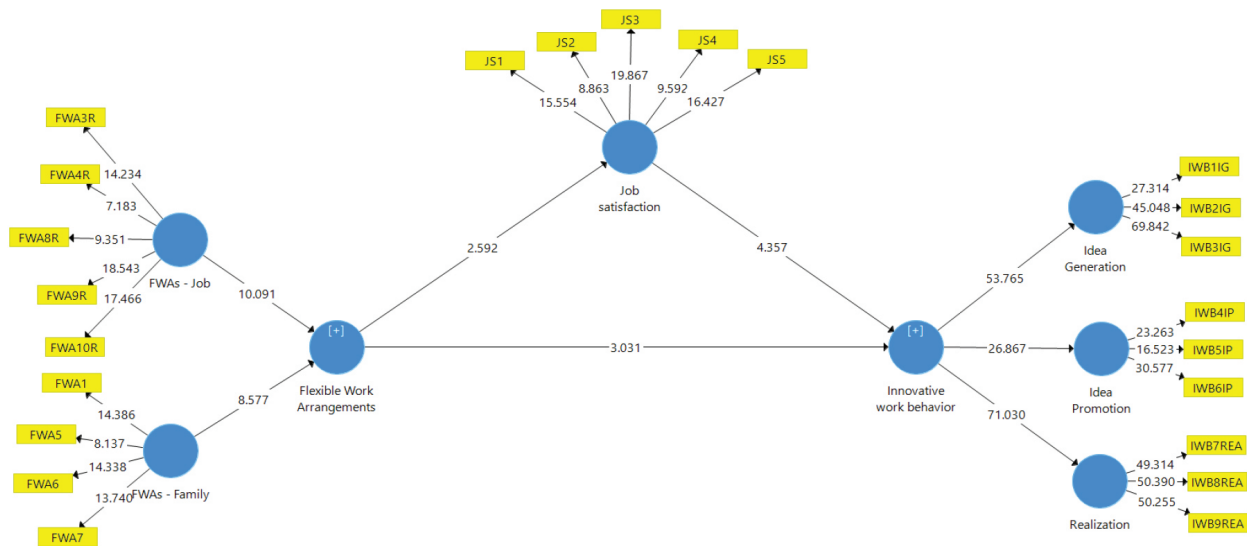 JS3
JS2
JS4
JS1
JS5
19.867
8.863
9.592
15.554
16.427
Job
satisfaction
FWA3R
14.234
FWA4R
7.183
FWA8R
9.351
18.543
FWA9R
17.466
FWA10R
FWAs - Job
10.091
FWA1
14.386
FWA5
8.137
FWA6
14.338
13.740
FWA7
FWAs - Family
8.577
[+]
Flexible Work
Arrangements
2.592
3.031
4.357
[+]
Innovative
work behavior
53.765
26.867
71.030
Idea
Generation
27.314
IWB1IG
45.048
IWB2IG
69.842
IWB3IG
Idea
Promotion
23.263
IWB4IP
16.523
IWB5IP
30.577
IWB6IP
Realization
49.314
IWB7REA
50.390
IWB8REA
50.255
IWB9REA